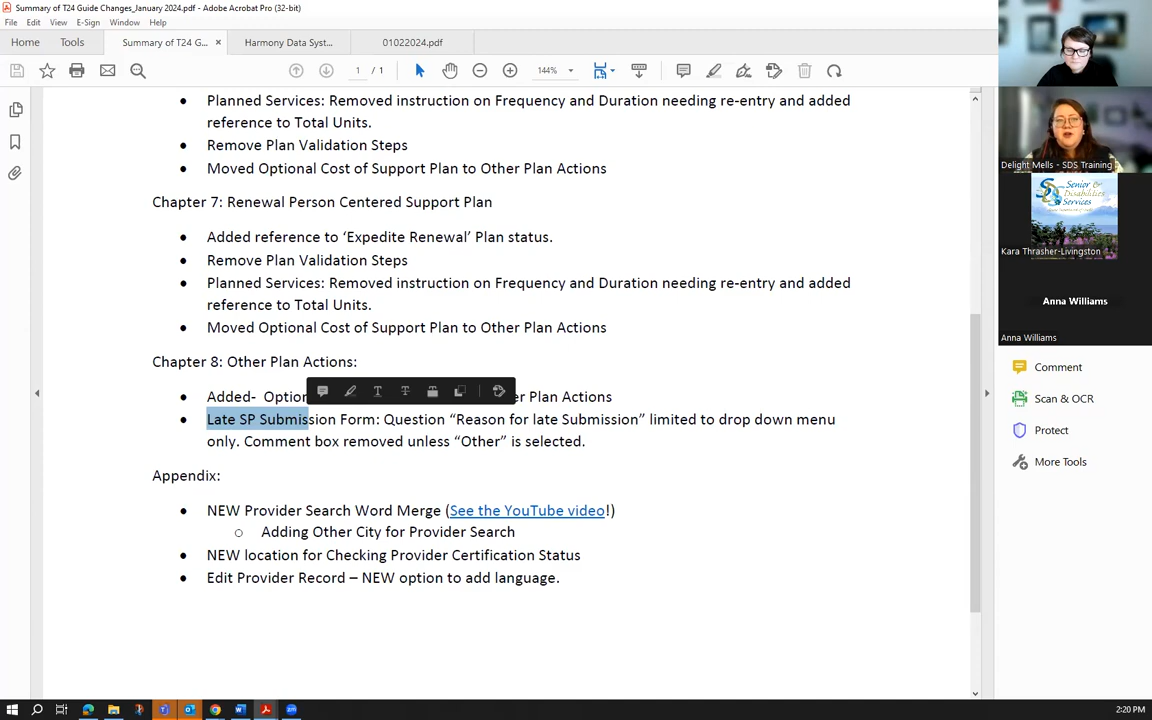 Summary of T24 Guide Changes_January 2024.pdf - Adobe Acrobat Pro (32-bit)
File Edit View E-Sign Window Help
Home Tools Summary of T24 G... × Harmony Data Syst... 01022024.pdf
1 / 1 144%
• Planned Services: Removed instruction on Frequency and Duration needing re-entry and added
reference to Total Units.
• Remove Plan Validation Steps
• Moved Optional Cost of Support Plan to Other Plan Actions
Chapter 7: Renewal Person Centered Support Plan
• Added reference to ‘Expedite Renewal’ Plan status.
• Remove Plan Validation Steps
• Planned Services: Removed instruction on Frequency and Duration needing re-entry and added
reference to Total Units.
• Moved Optional Cost of Support Plan to Other Plan Actions
Chapter 8: Other Plan Actions:
• Added- Option er Plan Actions
• Late SP Submission Form: Question “Reason for late Submission” limited to drop down menu
only. Comment box removed unless “Other” is selected.
Appendix:
• NEW Provider Search Word Merge (See the YouTube video!)
○ Adding Other City for Provider Search
• NEW location for Checking Provider Certification Status
• Edit Provider Record – NEW option to add language.
Delight Mells - SDS Training
SDS Senior & Disabilities Services
Kara Thrasher-Livingston
Anna Williams
Anna Williams
Comment
Scan & OCR
Protect
More Tools
2:20 PM